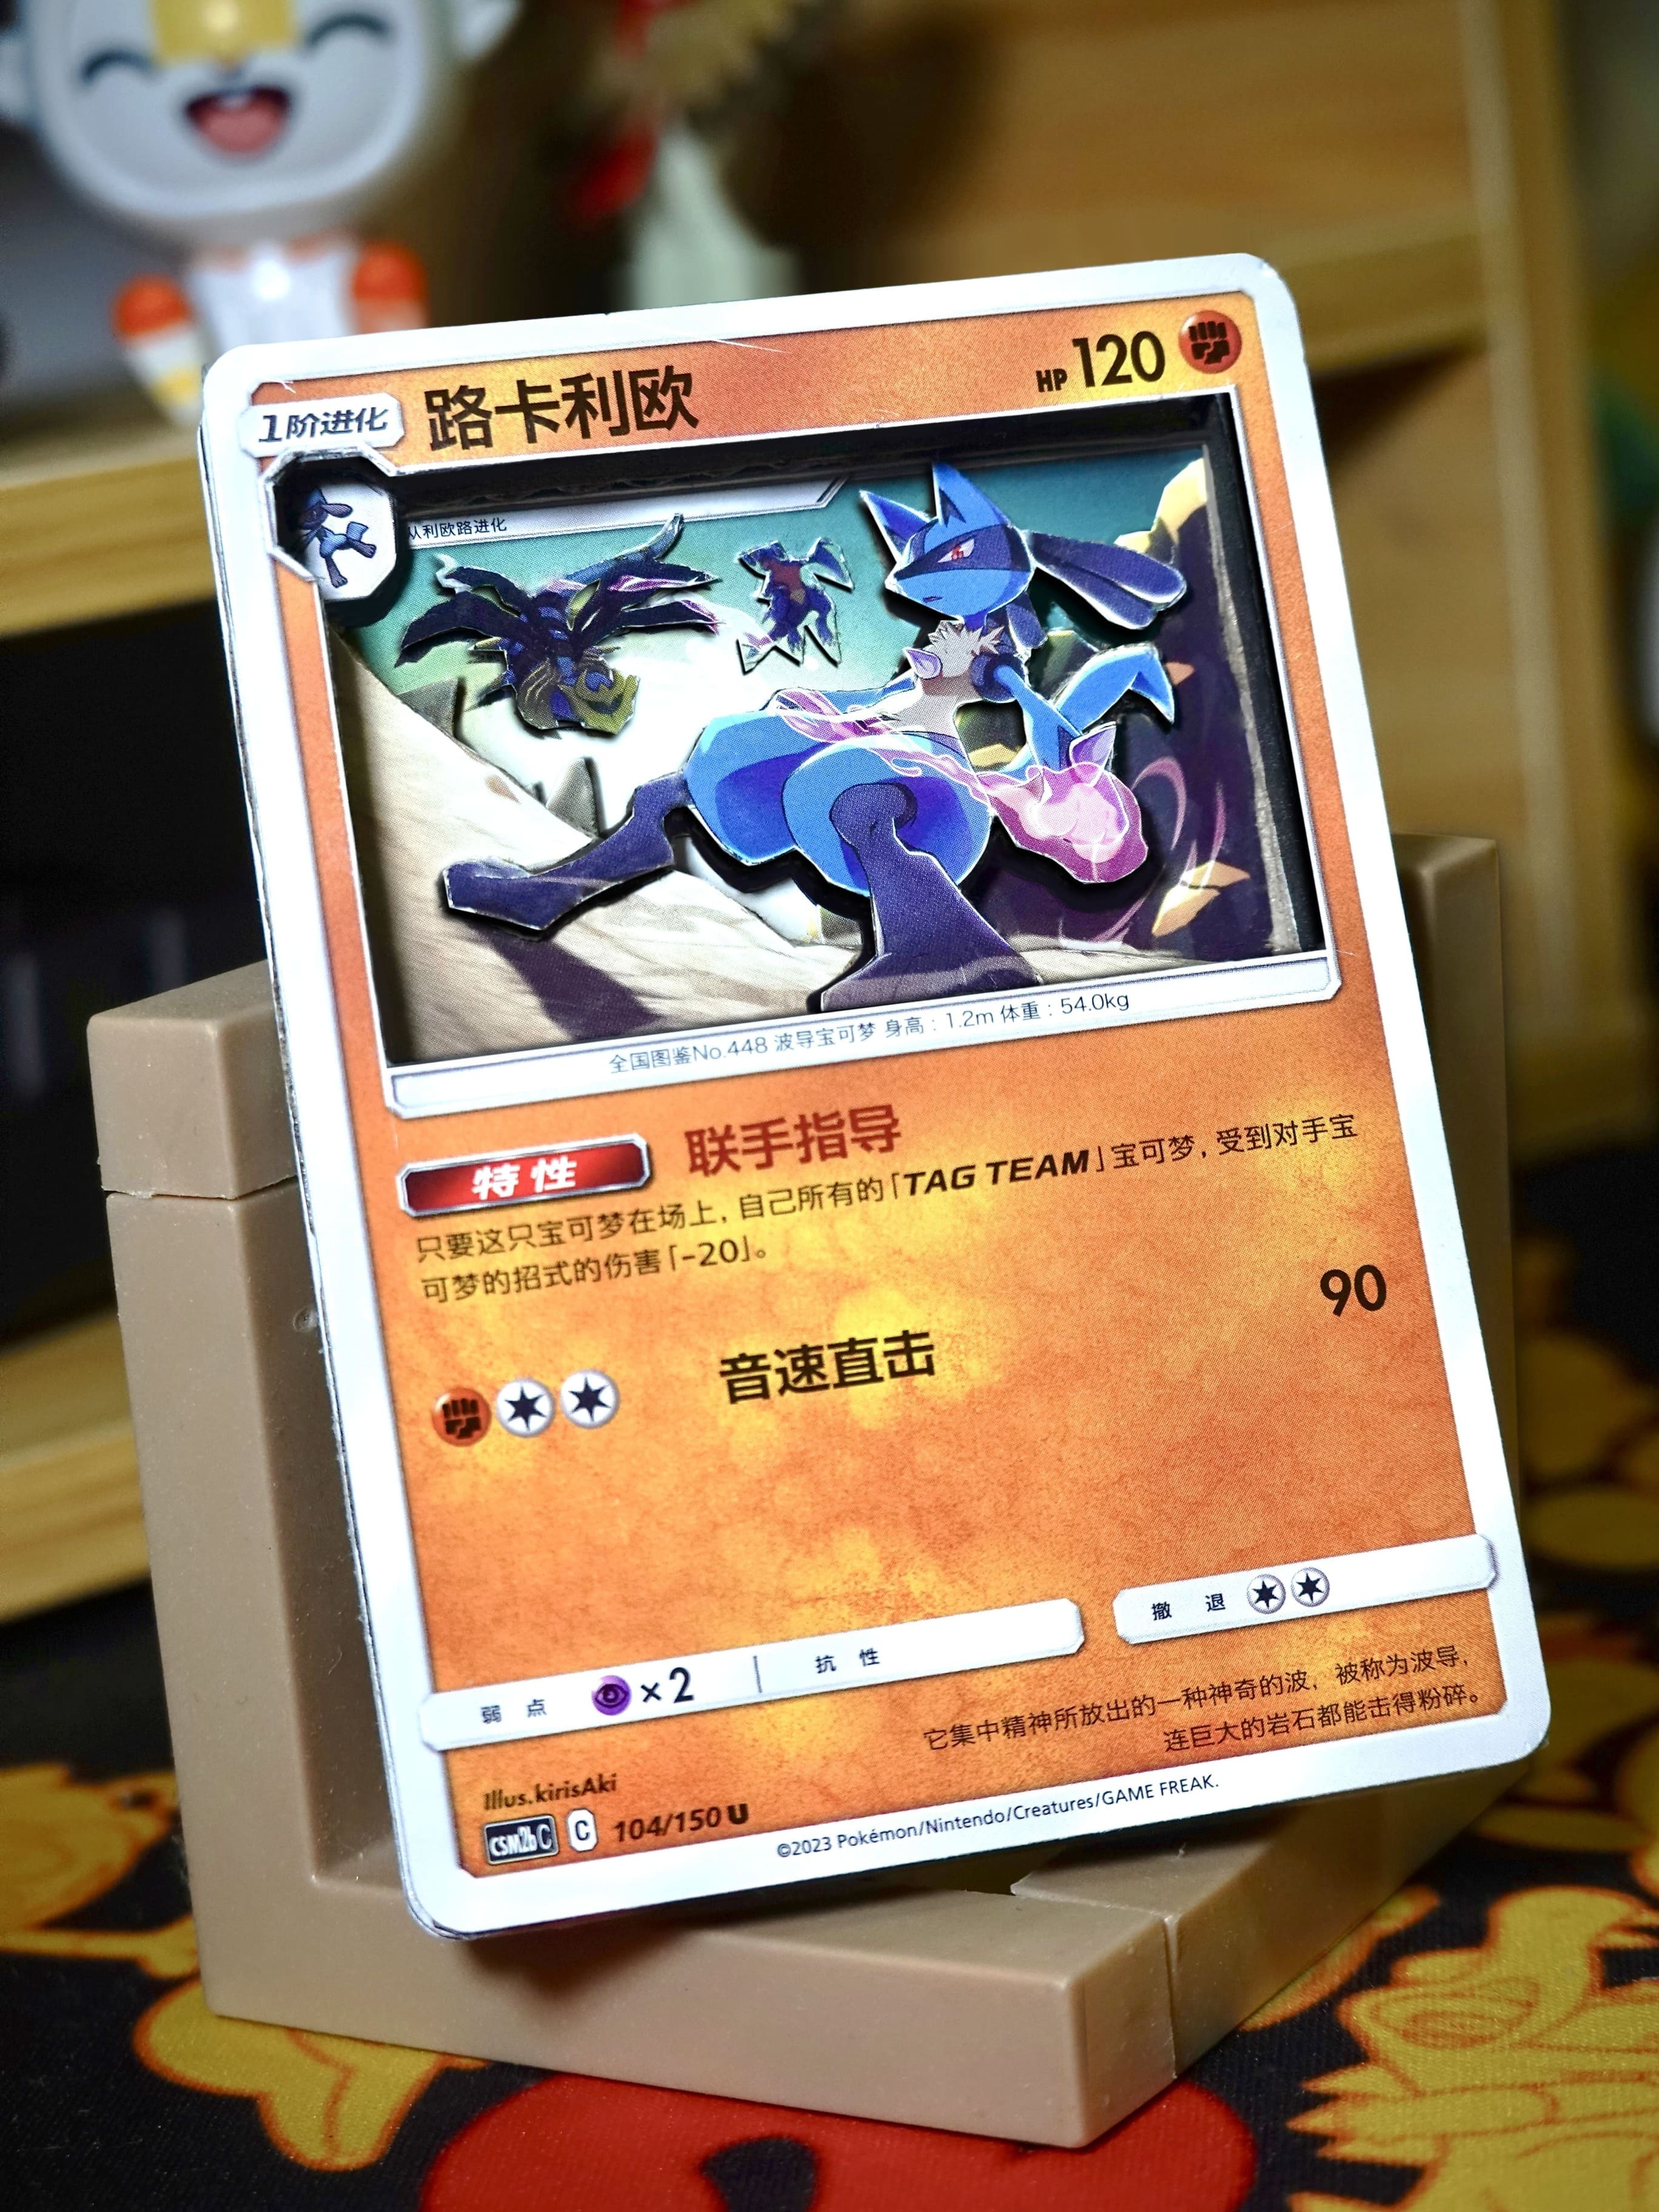 1阶进化
路卡利欧
HP 120
从利欧路进化
全国图鉴No.448 波导宝可梦 身高：1.2m 体重：54.0kg
特性 联手指导
只要这只宝可梦在场上，自己所有的「TAG TEAM」宝可梦，受到对手宝
可梦的招式的伤害「-20」。
音速直击 90
弱点 ×2 抗性 撤退
它集中精神所放出的一种神奇的波，被称为波导，
连巨大的岩石都能击得粉碎。
Illus.kirisAki
CSM2b C C 104/150 U
©2023 Pokémon/Nintendo/Creatures/GAME FREAK.